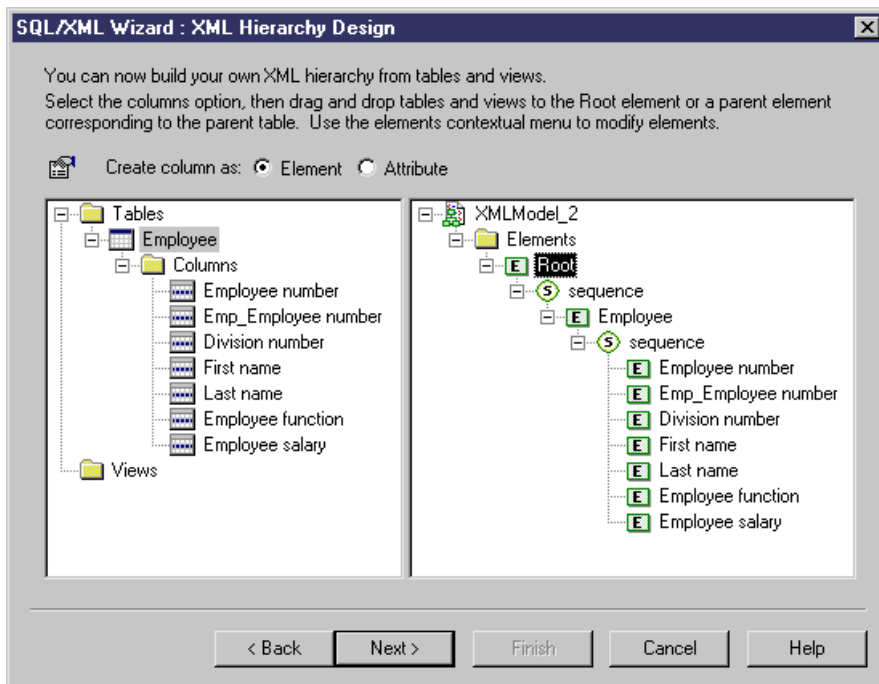 SQL/XML Wizard : XML Hierarchy Design
You can now build your own XML hierarchy from tables and views.
Select the columns option, then drag and drop tables and views to the Root element or a parent element
corresponding to the parent table. Use the elements contextual menu to modify elements.
Create column as: Element Attribute
Tables
Employee
Columns
Employee number
Emp_Employee number
Division number
First name
Last name
Employee function
Employee salary
Views
XMLModel_2
Elements
E Root
S sequence
E Employee
S sequence
E Employee number
E Emp_Employee number
E Division number
E First name
E Last name
E Employee function
E Employee salary
< Back Next > Finish Cancel Help